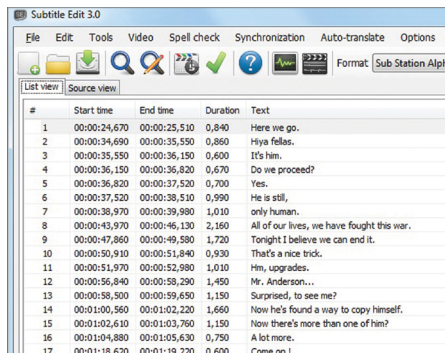 Subtitle Edit 3.0
File Edit Tools Video Spell check Synchronization Auto-translate Options
Format Sub Station Alph
List view Source view
# Start time End time Duration Text
1 00:00:24,670 00:00:25,510 0,840 Here we go.
2 00:00:34,690 00:00:35,550 0,860 Hiya fellas.
3 00:00:35,550 00:00:36,150 0,600 It's him.
4 00:00:36,150 00:00:36,820 0,670 Do we proceed?
5 00:00:36,820 00:00:37,520 0,700 Yes.
6 00:00:37,520 00:00:38,510 0,990 He is still,
7 00:00:38,970 00:00:39,980 1,010 only human.
8 00:00:43,970 00:00:46,130 2,160 All of our lives, we have fought this war.
9 00:00:47,860 00:00:49,580 1,720 Tonight I believe we can end it.
10 00:00:50,910 00:00:51,840 0,930 That's a nice trick.
11 00:00:51,970 00:00:52,980 1,010 Hm, upgrades.
12 00:00:56,840 00:00:58,290 1,450 Mr. Anderson...
13 00:00:58,500 00:00:59,650 1,150 Surprised, to see me?
14 00:01:00,560 00:01:02,220 1,660 Now he's found a way to copy himself.
15 00:01:02,610 00:01:03,760 1,150 Now there's more than one of him?
16 00:01:04,880 00:01:05,630 0,750 A lot more.
17 00:01:18,620 00:01:19,220 0,600 Come on !